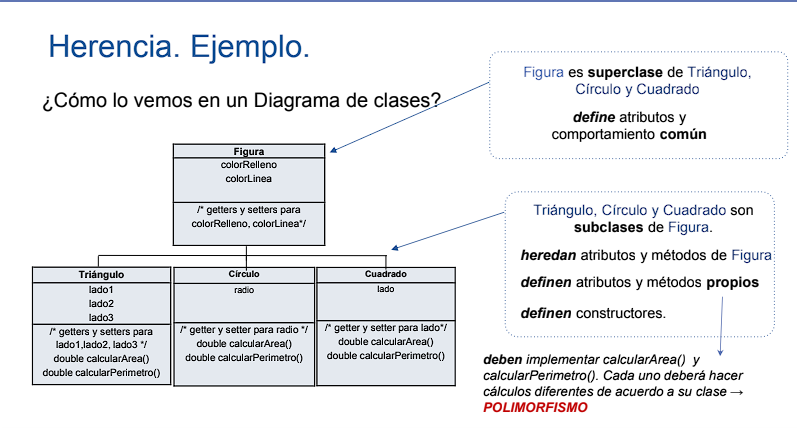 Herencia. Ejemplo.
¿Cómo lo vemos en un Diagrama de clases?
Figura es superclase de Triángulo,
Círculo y Cuadrado
define atributos y
comportamiento común
Figura
colorRelleno
colorLinea
/* getters y setters para
colorRelleno, colorLinea*/
Triángulo, Círculo y Cuadrado son
subclases de Figura.
heredan atributos y métodos de Figura
definen atributos y métodos propios
definen constructores.
Triángulo
lado1
lado2
lado3
/* getters y setters para
lado1,lado2, lado3 */
double calcularArea()
double calcularPerimetro()
Círculo
radio
/* getter y setter para radio */
double calcularArea()
double calcularPerimetro()
Cuadrado
lado
/* getter y setter para lado*/
double calcularArea()
double calcularPerimetro()
deben implementar calcularArea() y
calcularPerimetro(). Cada uno deberá hacer
cálculos diferentes de acuerdo a su clase →
POLIMORFISMO